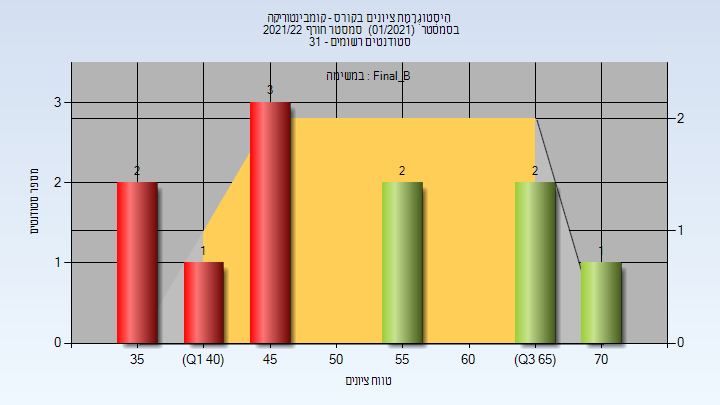 היסטוגרמת ציונים בקורס - קומבינטוריקה
בסמסטר (01/2021) סמסטר חורף 2021/22
סטודנטים רשומים - 31
במשימה : Final_B
מספר סטודנטים
3
2
1
0
2
1
0
2
1
3
2
2
1
35
(Q1 40)
45
50
55
60
(Q3 65)
70
טווח ציונים